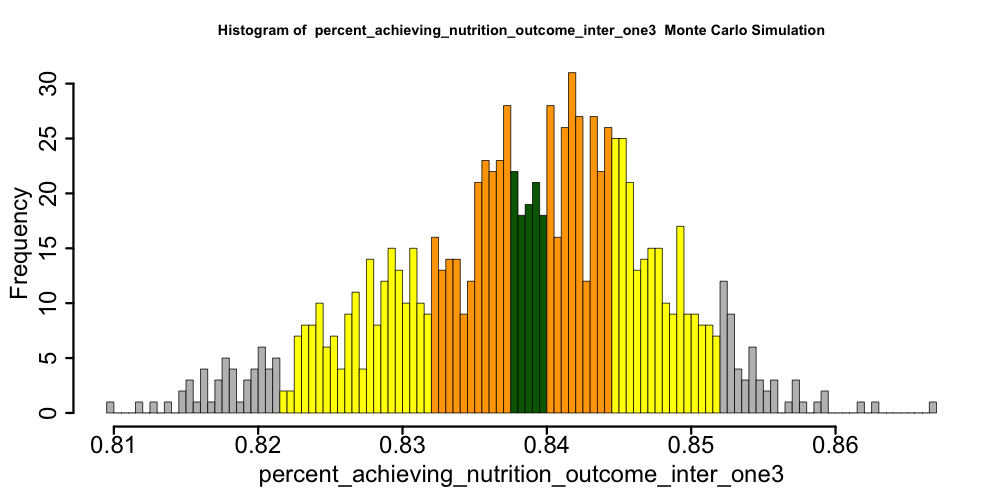 Histogram of percent_achieving_nutrition_outcome_inter_one3 Monte Carlo Simulation
30
25
20
15
10
5
0
Frequency
0.81 0.82 0.83 0.84 0.85 0.86
percent_achieving_nutrition_outcome_inter_one3